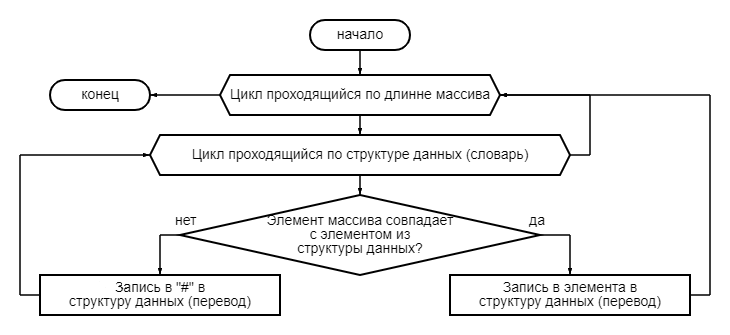 начало
конец
Цикл проходящийся по длинне массива
Цикл проходящийся по структуре данных (словарь)
нет
Элемент массива совпадает
с элементом из
структуры данных?
да
Запись в "#" в
структуру данных (перевод)
Запись в элемента в
структуру данных (перевод)